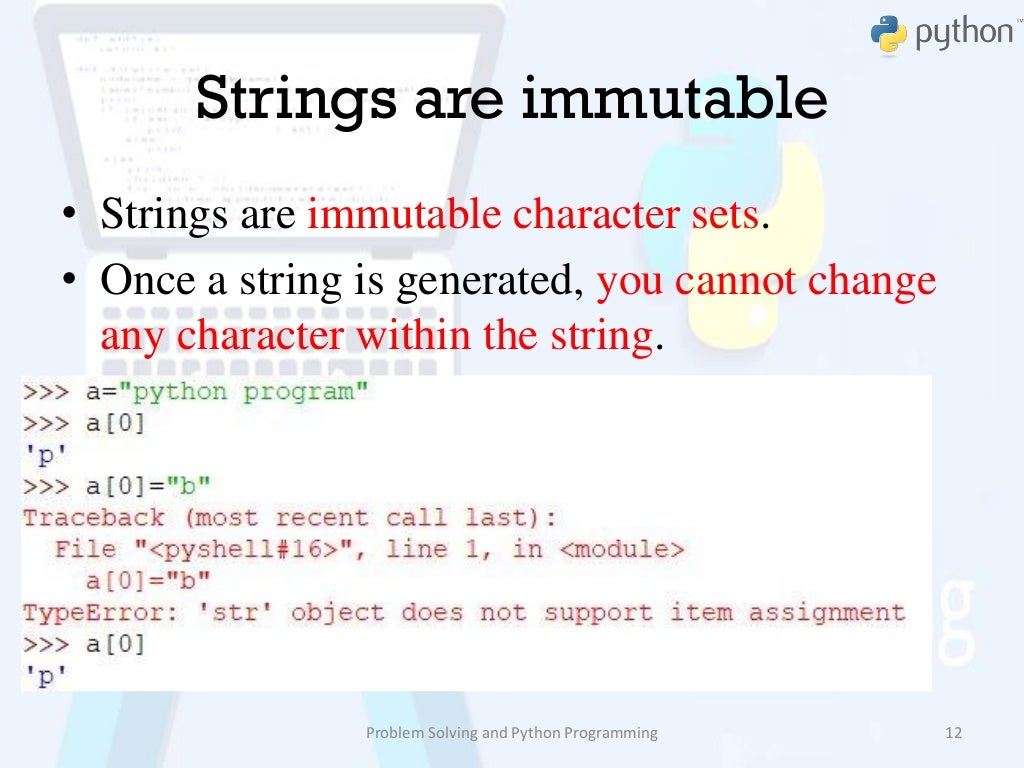 python™
Strings are immutable
• Strings are immutable character sets.
• Once a string is generated, you cannot change
any character within the string.
>>> a="python program"
>>> a[0]
'p'
>>> a[0]="b"
Traceback (most recent call last):
  File "<pyshell#16>", line 1, in <module>
    a[0]="b"
TypeError: 'str' object does not support item assignment
>>> a[0]
'p'
g
Problem Solving and Python Programming
12